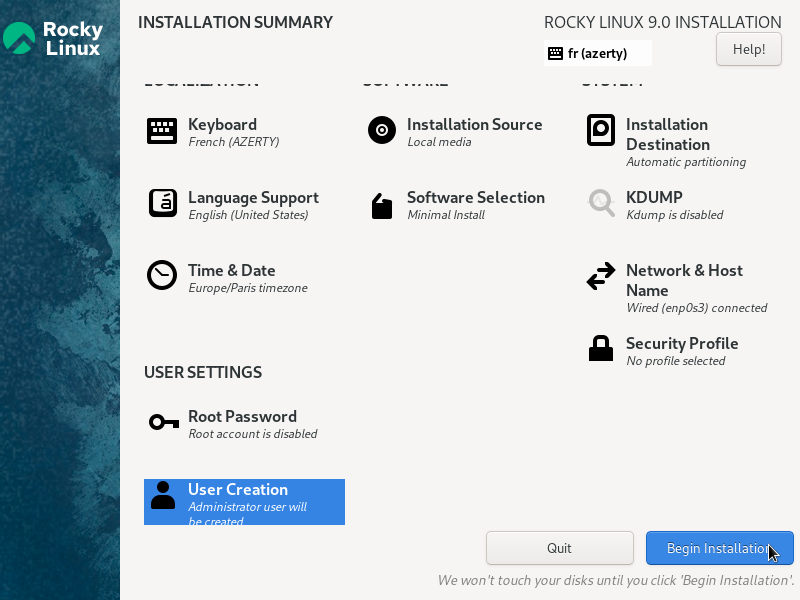 Rocky
Linux
INSTALLATION SUMMARY
ROCKY LINUX 9.0 INSTALLATION
fr (azerty)
Help!
LOCALIZATION
SOFTWARE
SYSTEM
Keyboard
French (AZERTY)
Language Support
English (United States)
Time & Date
Europe/Paris timezone
Installation Source
Local media
Software Selection
Minimal Install
Installation
Destination
Automatic partitioning
KDUMP
Kdump is disabled
Network & Host
Name
Wired (enp0s3) connected
Security Profile
No profile selected
USER SETTINGS
Root Password
Root account is disabled
User Creation
Administrator user will
be created
Quit
Begin Installation
We won't touch your disks until you click 'Begin Installation'.